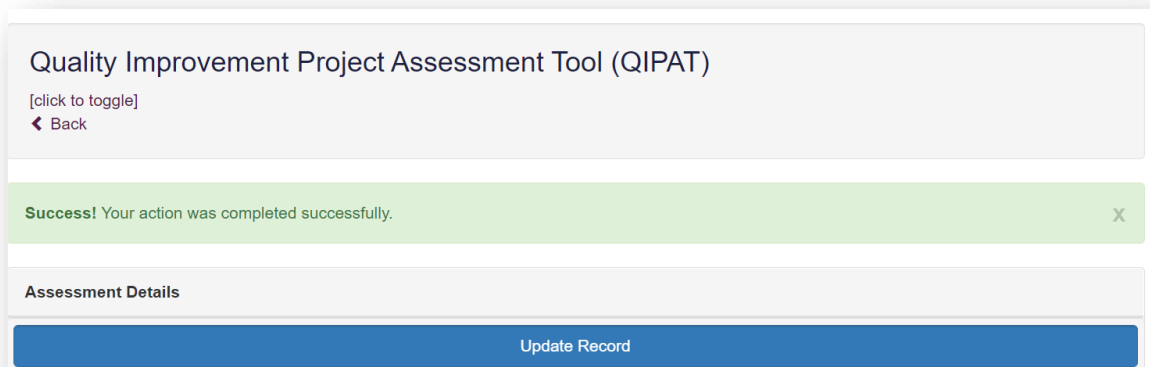 Quality Improvement Project Assessment Tool (QIPAT)
[click to toggle]
Back
Success! Your action was completed successfully.
x
Assessment Details
Update Record